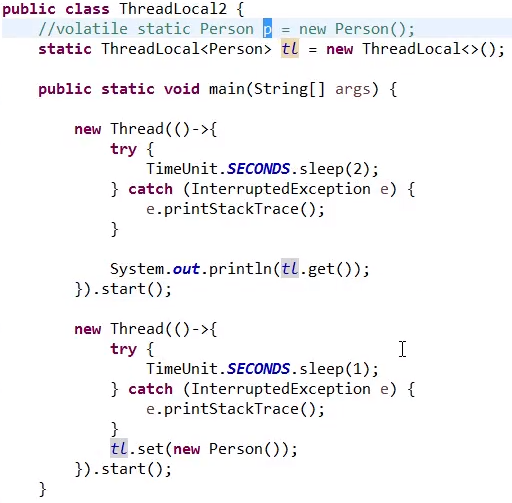 public class ThreadLocal2 {
    //volatile static Person p = new Person();
    static ThreadLocal<Person> tl = new ThreadLocal<>();

    public static void main(String[] args) {

        new Thread(()->{
            try {
                TimeUnit.SECONDS.sleep(2);
            } catch (InterruptedException e) {
                e.printStackTrace();
            }

            System.out.println(tl.get());
        }).start();

        new Thread(()->{
            try {
                TimeUnit.SECONDS.sleep(1);
            } catch (InterruptedException e) {
                e.printStackTrace();
            }
            tl.set(new Person());
        }).start();
    }